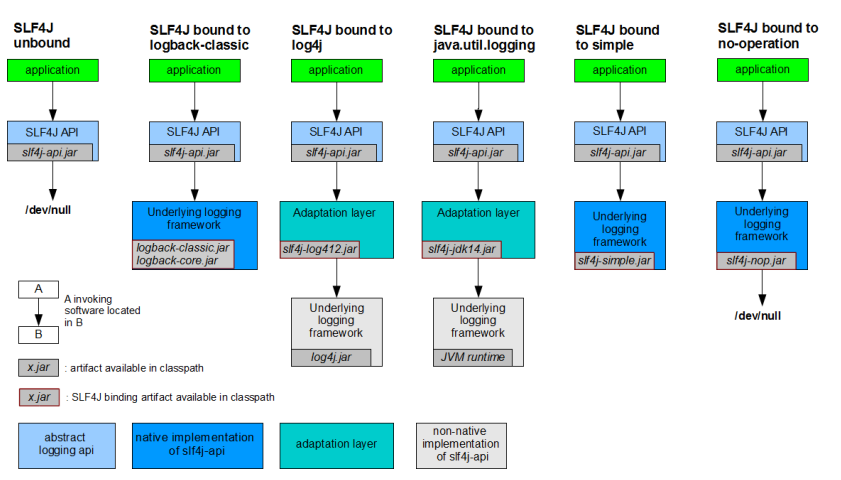 SLF4J
unbound
SLF4J bound to
logback-classic
SLF4J bound to
log4j
SLF4J bound to
java.util.logging
SLF4J bound
to simple
SLF4J bound to
no-operation
application
application
application
application
application
application
SLF4J API
slf4j-api.jar
SLF4J API
slf4j-api.jar
SLF4J API
slf4j-api.jar
SLF4J API
slf4j-api.jar
SLF4J API
slf4j-api.jar
SLF4J API
slf4j-api.jar
/dev/null
Underlying logging
framework
logback-classic.jar
logback-core.jar
Adaptation layer
slf4j-log412.jar
Adaptation layer
slf4j-jdk14.jar
Underlying
logging
framework
slf4j-simple.jar
Underlying
logging
framework
slf4j-nop.jar
Underlying
logging
framework
log4j.jar
Underlying
logging
framework
JVM runtime
/dev/null
A
B
A invoking
software located
in B
x.jar
: artifact available in classpath
x.jar
: SLF4J binding artifact available in classpath
abstract
logging api
native implementation
of slf4j-api
adaptation layer
non-native
implementation
of slf4j-api